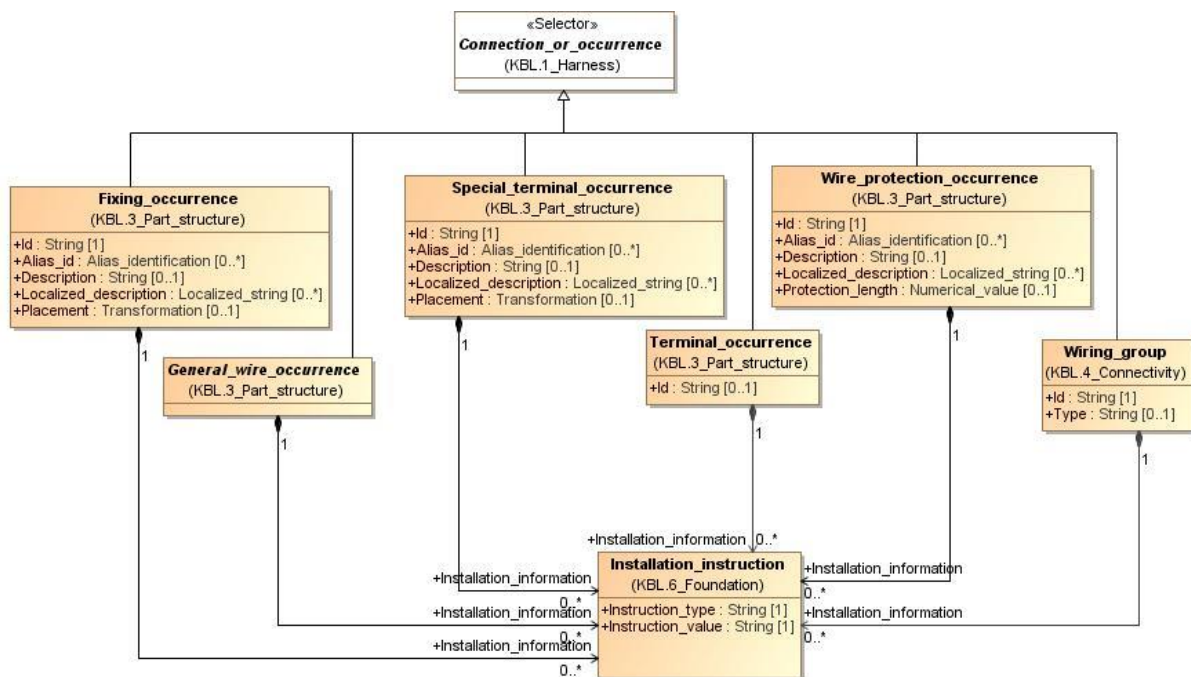 «Selector»
Connection_or_occurrence
(KBL.1_Harness)
Fixing_occurrence
(KBL.3_Part_structure)
+Id : String [1]
+Alias_id : Alias_identification [0..*]
+Description : String [0..1]
+Localized_description : Localized_string [0..*]
+Placement : Transformation [0..1]
1
Special_terminal_occurrence
(KBL.3_Part_structure)
+Id : String [1]
+Alias_id : Alias_identification [0..*]
+Description : String [0..1]
+Localized_description : Localized_string [0..*]
+Placement : Transformation [0..1]
1
Wire_protection_occurrence
(KBL.3_Part_structure)
+Id : String [1]
+Alias_id : Alias_identification [0..*]
+Description : String [0..1]
+Localized_description : Localized_string [0..*]
+Protection_length : Numerical_value [0..1]
1
General_wire_occurrence
(KBL.3_Part_structure)
1
Terminal_occurrence
(KBL.3_Part_structure)
+Id : String [0..1]
1
Wiring_group
(KBL.4_Connectivity)
+Id : String [1]
+Type : String [0..1]
1
+Installation_information 0..*
Installation_instruction
(KBL.6_Foundation)
+Instruction_type : String [1]
+Instruction_value : String [1]
+Installation_information
0..*
+Installation_information
0..*
+Installation_information
0..*
+Installation_information
0..*
+Installation_information
0..*